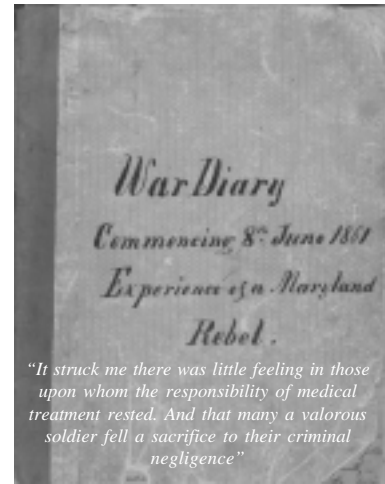 War Diary
Commencing 8th June 1861
Experience of a Maryland
Rebel.
“It struck me there was little feeling in those
upon whom the responsibility of medical
treatment rested. And that many a valorous
soldier fell a sacrifice to their criminal
negligence”